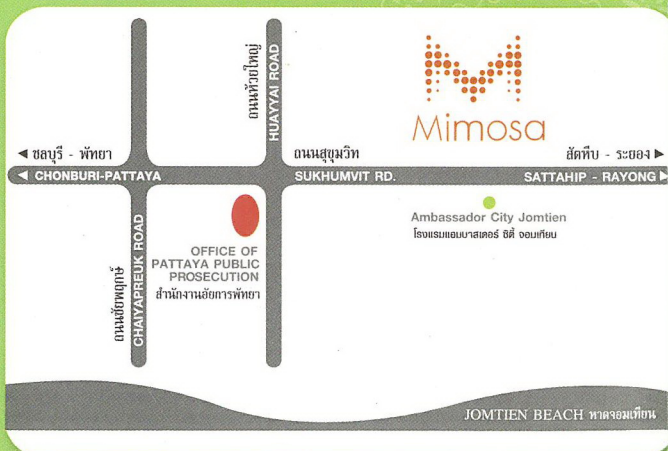 Mimosa
ถนนห้วยใหญ่
HUAYYAI ROAD
◀ ชลบุรี - พัทยา
ถนนสุขุมวิท
สัตหีบ - ระยอง ▶
◀ CHONBURI-PATTAYA
SUKHUMVIT RD.
SATTAHIP - RAYONG ▶
ถนนชัยพฤกษ์
CHAIYAPREUK ROAD
OFFICE OF
PATTAYA PUBLIC
PROSECUTION
สำนักงานอัยการพัทยา
Ambassador City Jomtien
โรงแรมแอมบาสเดอร์ ซิตี้ จอมเทียน
JOMTIEN BEACH หาดจอมเทียน